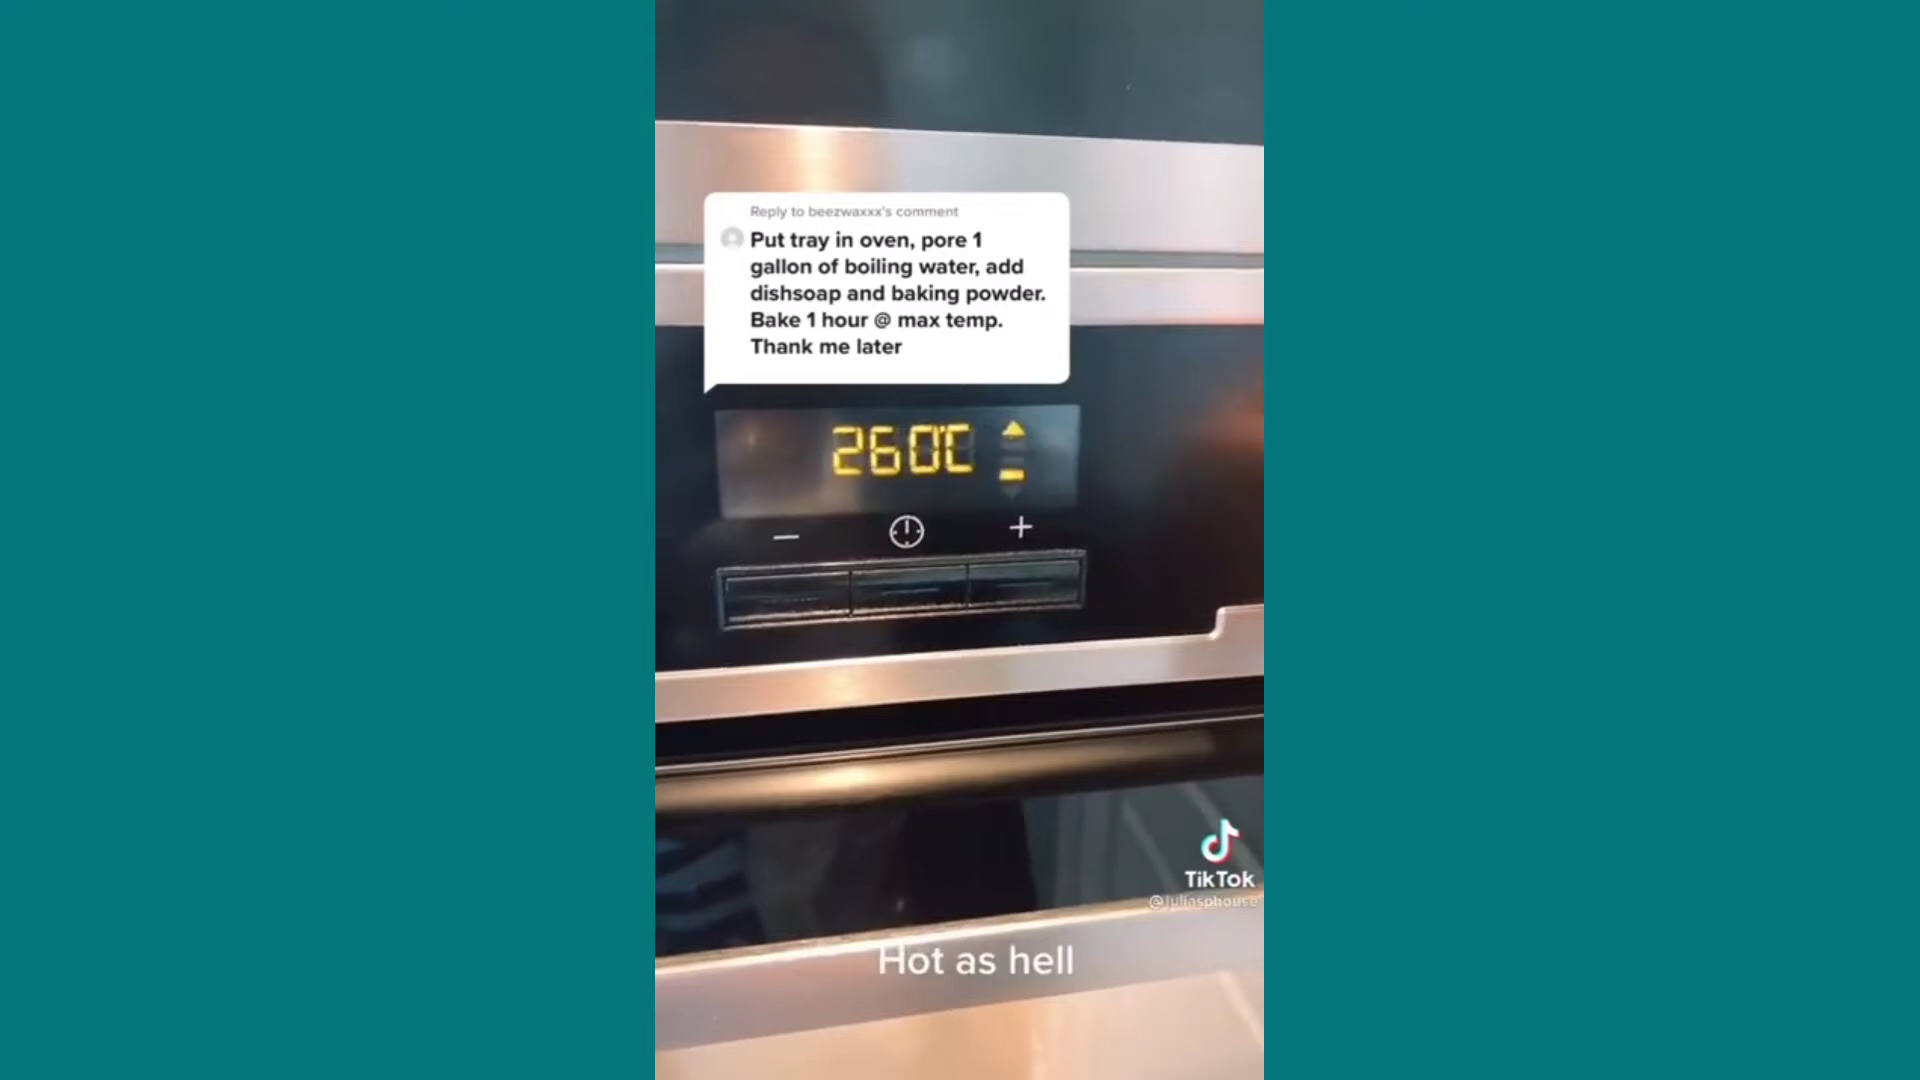 Reply to beezwaxxx's comment
Put tray in oven, pore 1
gallon of boiling water, add
dishsoap and baking powder.
Bake 1 hour @ max temp.
Thank me later
260°C
— +
TikTok
@juliasphouse
Hot as hell